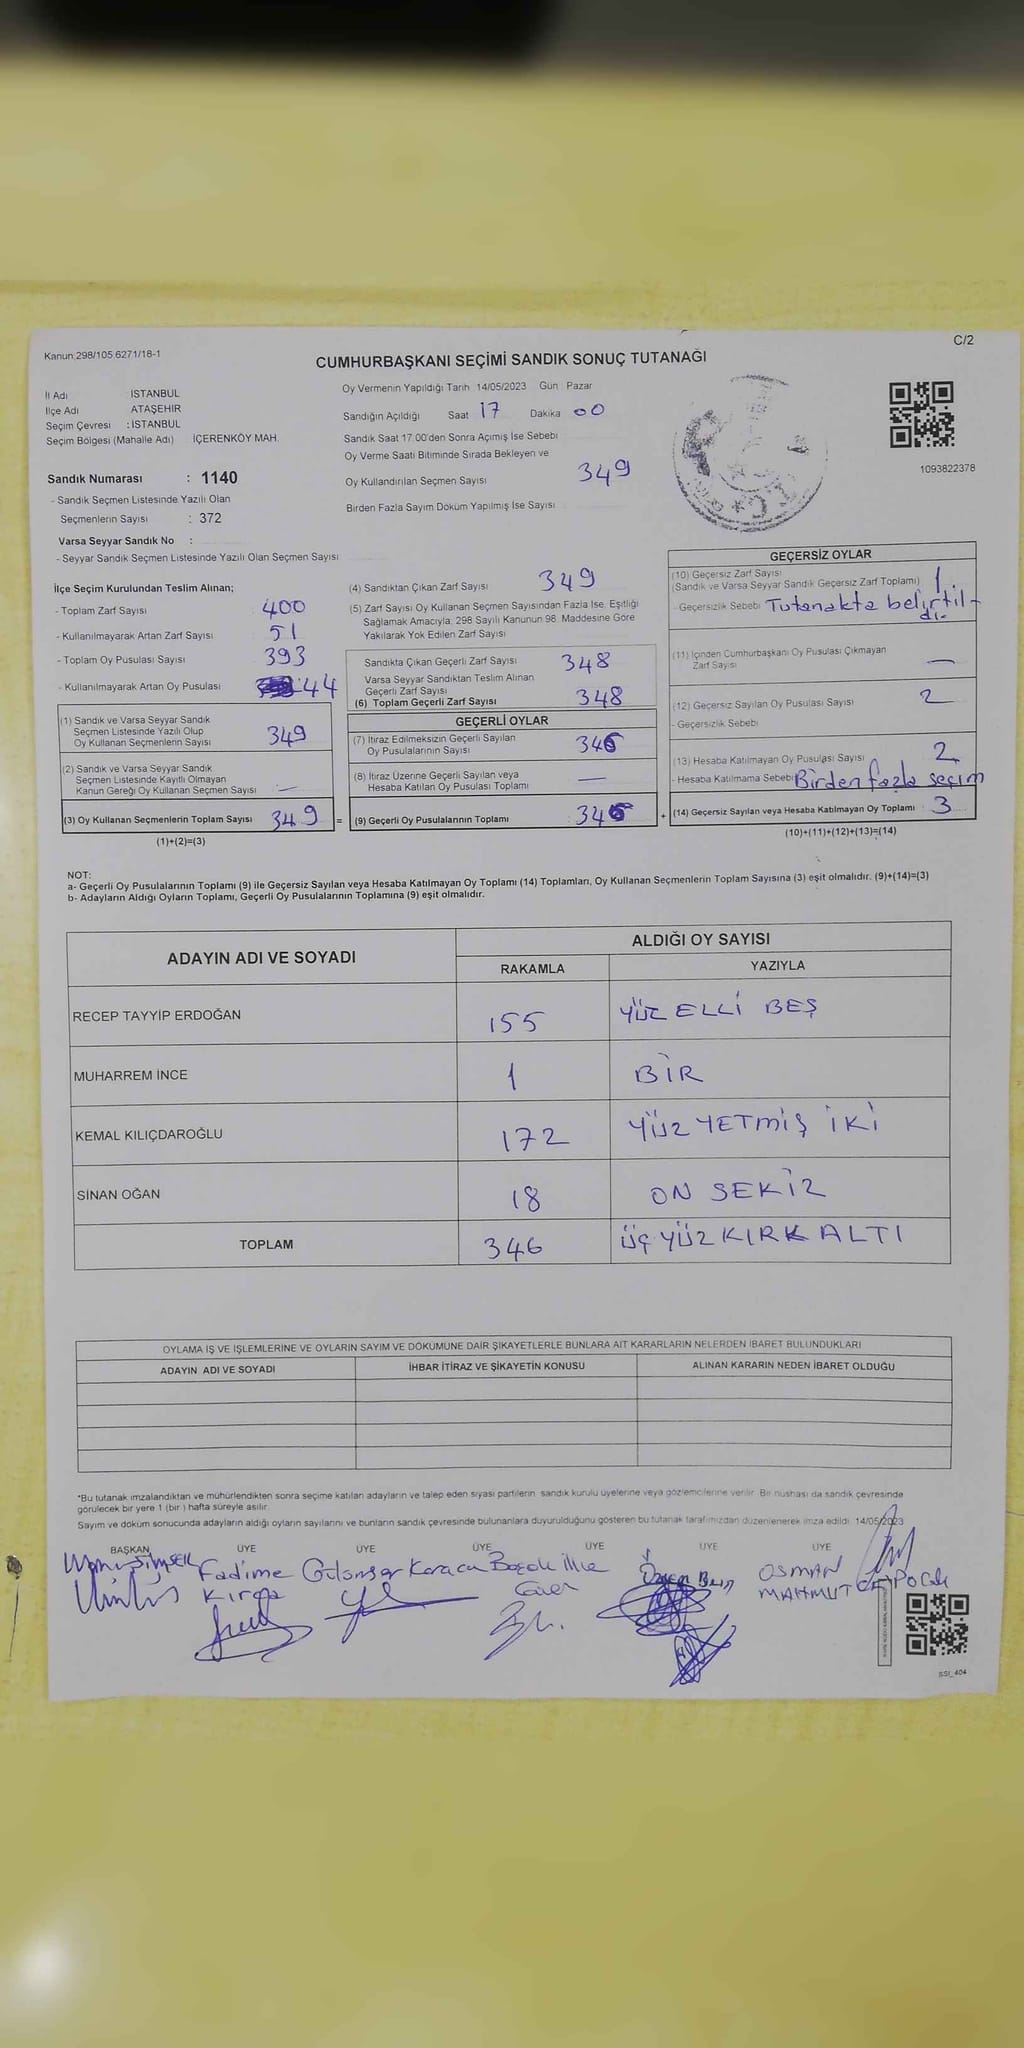 Kanun 298/105 6271/18-1
C/2
CUMHURBAŞKANI SEÇİMİ SANDIK SONUÇ TUTANAĞI
İl Adı : İSTANBUL
İlçe Adı ATAŞEHİR
Seçim Çevresi : İSTANBUL
Seçim Bölgesi (Mahalle Adı) İÇERENKÖY MAH.
Sandık Numarası : 1140
- Sandık Seçmen Listesinde Yazılı Olan
Seçmenlerin Sayısı : 372
Varsa Seyyar Sandık No :
- Seyyar Sandık Seçmen Listesinde Yazılı Olan Seçmen Sayısı
Oy Vermenin Yapıldığı Tarih 14/05/2023 Gün : Pazar
Sandığın Açıldığı Saat 17 Dakika 00
Sandık Saat 17:00'den Sonra Açımış İse Sebebi
Oy Verme Saati Bitiminde Sırada Bekleyen ve
Oy Kullandırılan Seçmen Sayısı 349
Birden Fazla Sayım Döküm Yapılmış İse Sayısı
1093822378
İlçe Seçim Kurulundan Teslim Alınan;
- Toplam Zarf Sayısı 400
- Kullanılmayarak Artan Zarf Sayısı 51
- Toplam Oy Pusulası Sayısı 393
- Kullanılmayarak Artan Oy Pusulası 44
(1) Sandık ve Varsa Seyyar Sandık
Seçmen Listesinde Yazılı Olup
Oy Kullanan Seçmenlerin Sayısı 349
(2) Sandık ve Varsa Seyyar Sandık
Seçmen Listesinde Kayıtlı Olmayan
Kanun Gereği Oy Kullanan Seçmen Sayısı —
(3) Oy Kullanan Seçmenlerin Toplam Sayısı 349 =
(1)+(2)=(3)
(4) Sandıktan Çıkan Zarf Sayısı 349
(5) Zarf Sayısı Oy Kullanan Seçmen Sayısından Fazla İse, Eşitliği
Sağlamak Amacıyla, 298 Sayılı Kanunun 98. Maddesine Göre
Yakılarak Yok Edilen Zarf Sayısı
Sandıkta Çıkan Geçerli Zarf Sayısı 348
Varsa Seyyar Sandıktan Teslim Alınan
Geçerli Zarf Sayısı
(6) Toplam Geçerli Zarf Sayısı 348
GEÇERLİ OYLAR
(7) İtiraz Edilmeksizin Geçerli Sayılan
Oy Pusulalarının Sayısı 346
(8) İtiraz Üzerine Geçerli Sayılan veya
Hesaba Katılan Oy Pusulası Toplamı —
(9) Geçerli Oy Pusulalarının Toplamı 346 +
GEÇERSİZ OYLAR
(10) Geçersiz Zarf Sayısı
(Sandık ve Varsa Seyyar Sandık Geçersiz Zarf Toplamı) 1.
- Geçersizlik Sebebi Tutanakta belirtil-
di.
(11) İçinden Cumhurbaşkanı Oy Pusulası Çıkmayan
Zarf Sayısı —
(12) Geçersiz Sayılan Oy Pusulası Sayısı 2
- Geçersizlik Sebebi
(13) Hesaba Katılmayan Oy Pusulası Sayısı 2
- Hesaba Katılmama Sebebi Birden fazla seçim
(14) Geçersiz Sayılan veya Hesaba Katılmayan Oy Toplamı 3
(10)+(11)+(12)+(13)=(14)
NOT:
a- Geçerli Oy Pusulalarının Toplamı (9) ile Geçersiz Sayılan veya Hesaba Katılmayan Oy Toplamı (14) Toplamları, Oy Kullanan Seçmenlerin Toplam Sayısına (3) eşit olmalıdır. (9)+(14)=(3)
b- Adayların Aldığı Oyların Toplamı, Geçerli Oy Pusulalarının Toplamına (9) eşit olmalıdır.
ADAYIN ADI VE SOYADI
ALDIĞI OY SAYISI
RAKAMLA YAZIYLA
RECEP TAYYİP ERDOĞAN 155 YÜZ ELLİ BEŞ
MUHARREM İNCE 1 BİR
KEMAL KILIÇDAROĞLU 172 YÜZ YETMİŞ İKİ
SİNAN OĞAN 18 ON SEKİZ
TOPLAM 346 ÜÇ YÜZ KIRK ALTI
OYLAMA İŞ VE İŞLEMLERİNE VE OYLARIN SAYIM VE DÖKÜMÜNE DAİR ŞİKAYETLERLE BUNLARA AİT KARARLARIN NELERDEN İBARET BULUNDUKLARI
ADAYIN ADI VE SOYADI İHBAR İTİRAZ VE ŞİKAYETİN KONUSU ALINAN KARARIN NEDEN İBARET OLDUĞU
*Bu tutanak imzalandıktan ve mühürlendikten sonra seçime katılan adayların ve talep eden siyası partilerin, sandık kurulu üyelerine veya gözlemcilerine verilir. Bir nüshası da sandık çevresinde
görülecek bir yere 1 (bir ) hafta süreyle asılır.
Sayım ve döküm sonucunda adayların aldığı oyların sayılarını ve bunların sandık çevresinde bulunanlara duyurulduğunu gösteren bu tutanak tarafımızdan düzenlenerek imza edildi. 14/05/2023
BAŞKAN ÜYE ÜYE ÜYE ÜYE ÜYE ÜYE
Fadime
OSMAN
MAHMUT
SSI_404